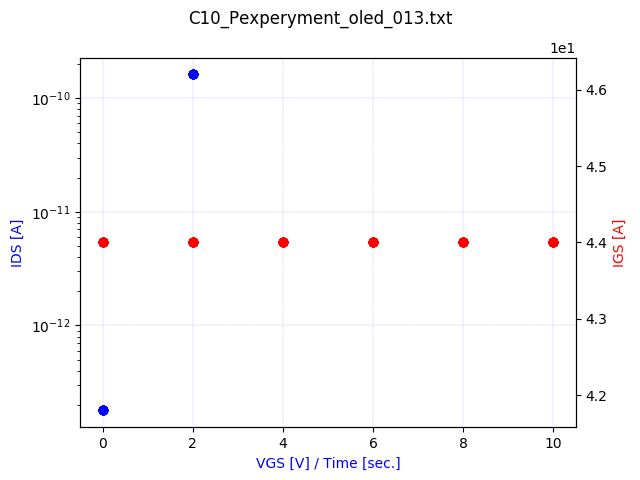 C10_Pexperyment_oled_013.txt
1e1
10⁻¹⁰
10⁻¹¹
10⁻¹²
IDS [A]
4.6
4.5
4.4
4.3
4.2
IGS [A]
0 2 4 6 8 10
VGS [V] / Time [sec.]